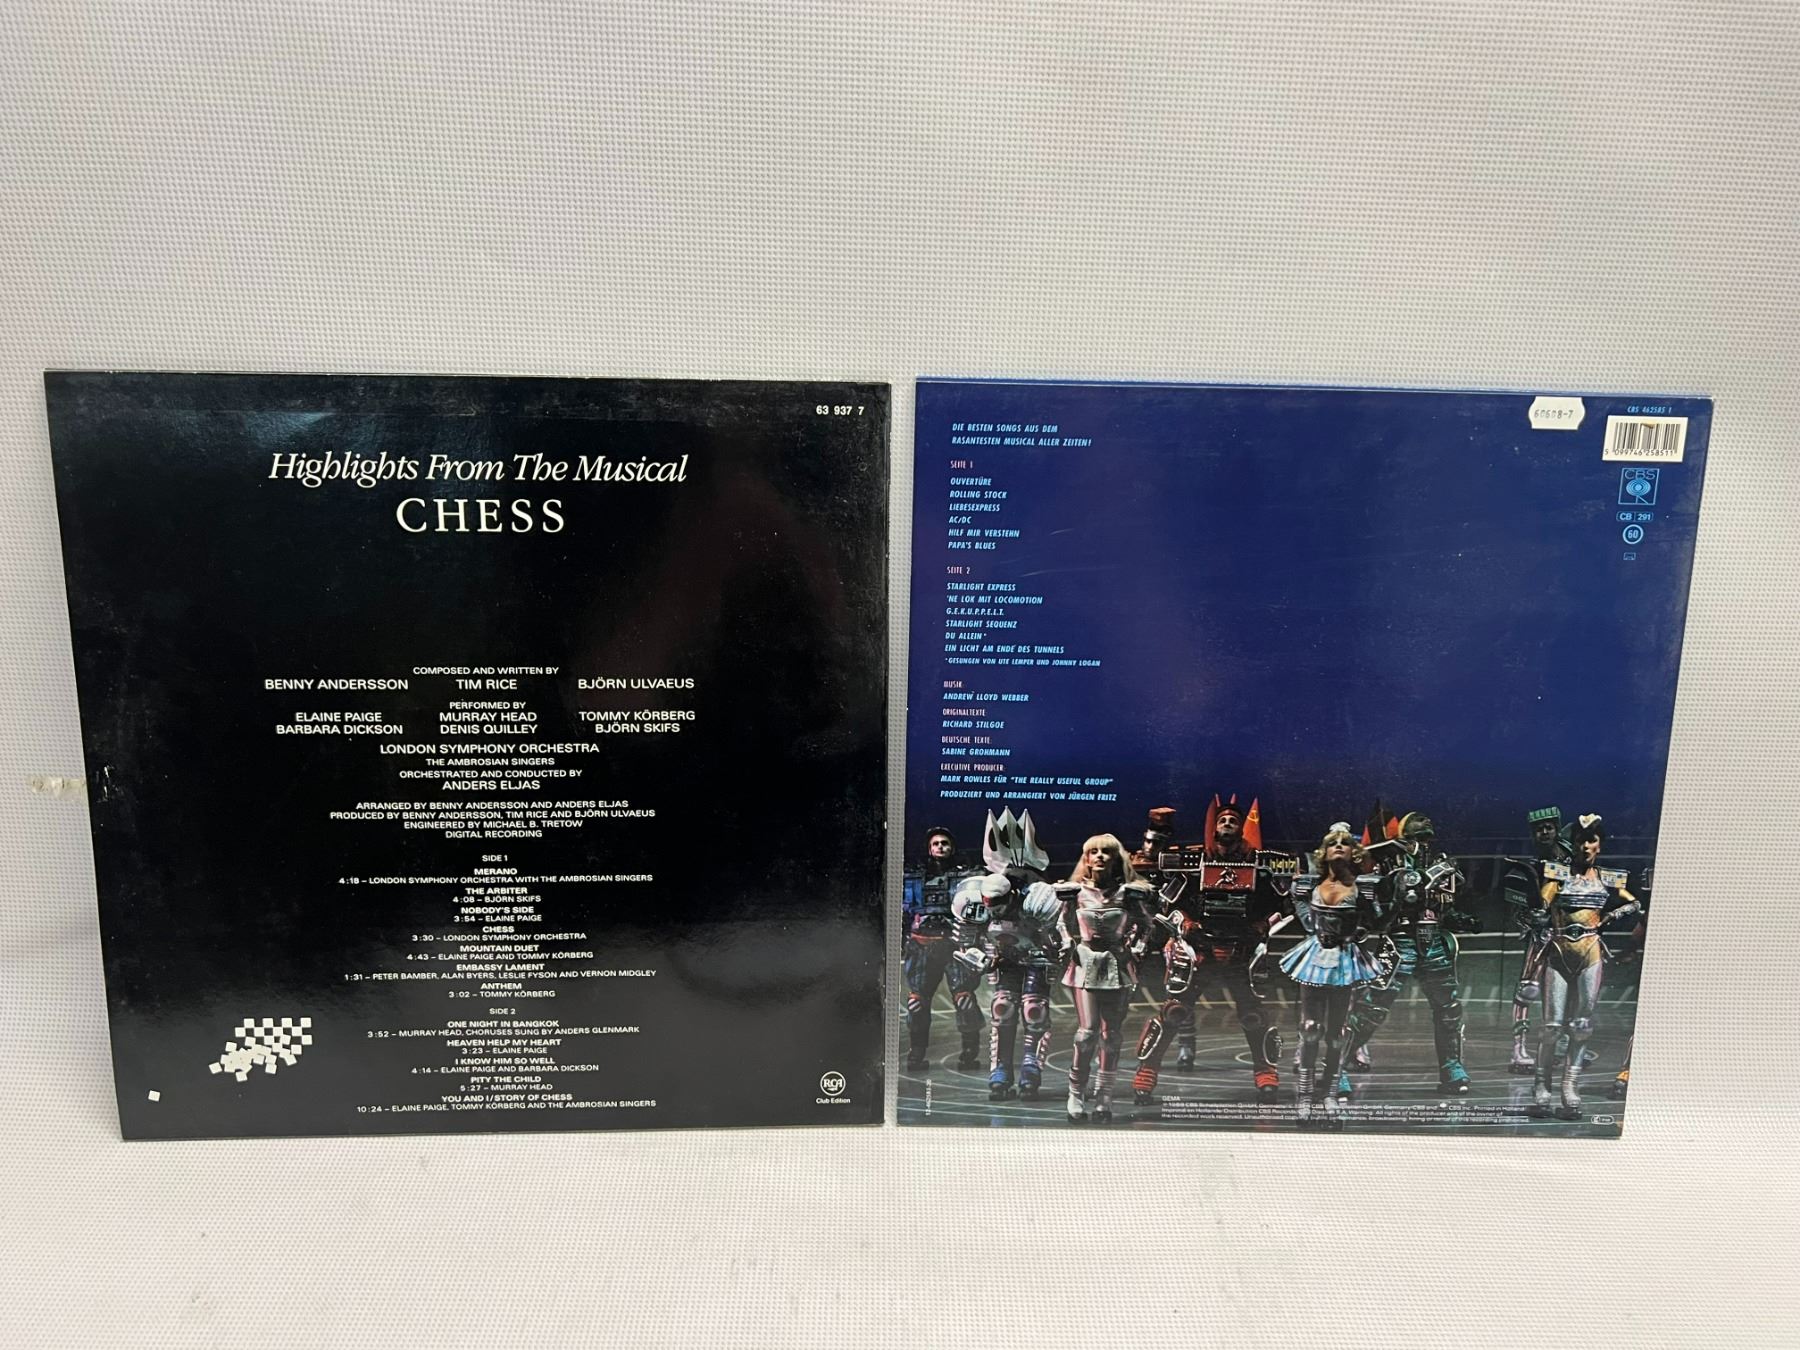 63 937 7
Highlights From The Musical
CHESS
COMPOSED AND WRITTEN BY
BENNY ANDERSSON TIM RICE BJÖRN ULVAEUS
PERFORMED BY
ELAINE PAIGE MURRAY HEAD TOMMY KÖRBERG
BARBARA DICKSON DENIS QUILLEY BJÖRN SKIFS
LONDON SYMPHONY ORCHESTRA
THE AMBROSIAN SINGERS
ORCHESTRATED AND CONDUCTED BY
ANDERS ELJAS
ARRANGED BY BENNY ANDERSSON AND ANDERS ELJAS
PRODUCED BY BENNY ANDERSSON, TIM RICE AND BJÖRN ULVAEUS
ENGINEERED BY MICHAEL B. TRETOW
DIGITAL RECORDING
SIDE 1
MERANO
4:18 – LONDON SYMPHONY ORCHESTRA WITH THE AMBROSIAN SINGERS
THE ARBITER
4:08 – BJÖRN SKIFS
NOBODY'S SIDE
3:54 – ELAINE PAIGE
CHESS
3:30 – LONDON SYMPHONY ORCHESTRA
MOUNTAIN DUET
4:43 – ELAINE PAIGE AND TOMMY KÖRBERG
EMBASSY LAMENT
1:31 – PETER BAMBER, ALAN BYERS, LESLIE FYSON AND VERNON MIDGLEY
ANTHEM
3:02 – TOMMY KÖRBERG
SIDE 2
ONE NIGHT IN BANGKOK
3:52 – MURRAY HEAD, CHORUSES SUNG BY ANDERS GLENMARK
HEAVEN HELP MY HEART
3:23 – ELAINE PAIGE
I KNOW HIM SO WELL
4:14 – ELAINE PAIGE AND BARBARA DICKSON
PITY THE CHILD
5:27 – MURRAY HEAD
YOU AND I/STORY OF CHESS
10:24 – ELAINE PAIGE, TOMMY KÖRBERG AND THE AMBROSIAN SINGERS
RCA
Club Edition
60608-7
CBS 462585 1
5 099746 258511
CBS
CB 291
60
DIE BESTEN SONGS AUS DEM
RASANTESTEN MUSICAL ALLER ZEITEN!
SEITE 1
OUVERTÜRE
ROLLING STOCK
LIEBESEXPRESS
AC/DC
HILF MIR VERSTEHN
PAPA'S BLUES
SEITE 2
STARLIGHT EXPRESS
'NE LOK MIT LOCOMOTION
G.E.K.U.P.P.E.L.T.
STARLIGHT SEQUENZ
DU ALLEIN*
EIN LICHT AM ENDE DES TUNNELS
*GESUNGEN VON UTE LEMPER UND JOHNNY LOGAN
MUSIK:
ANDREW LLOYD WEBBER
ORIGINALTEXTE:
RICHARD STILGOE
DEUTSCHE TEXTE:
SABINE GROHMANN
EXECUTIVE PRODUCER:
MARK ROWLES FÜR "THE REALLY USEFUL GROUP"
PRODUZIERT UND ARRANGIERT VON JÜRGEN FRITZ
1417
GEMA